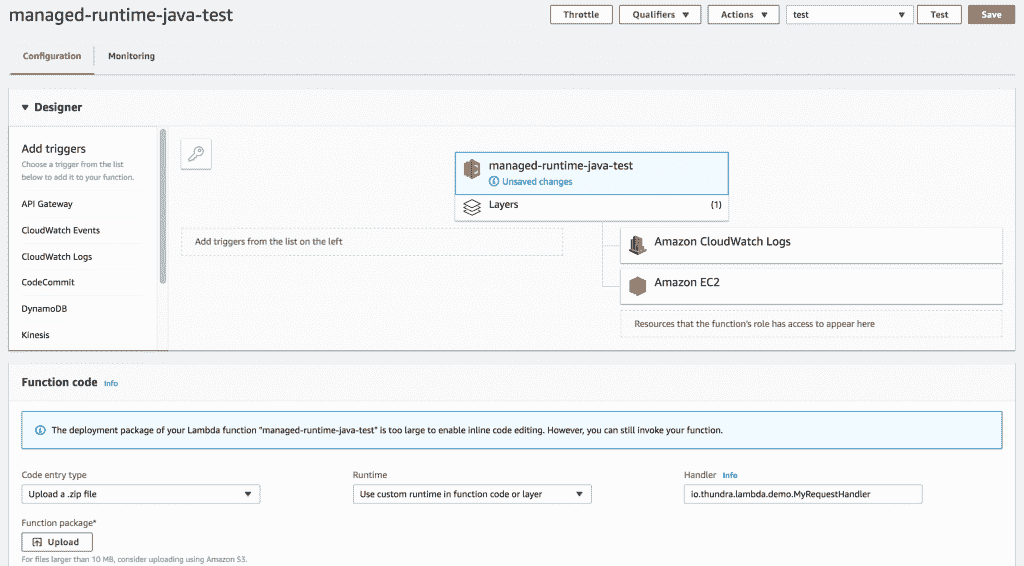 managed-runtime-java-test
Throttle
Qualifiers
Actions
test
Test
Save
Configuration
Monitoring
Designer
Add triggers
Choose a trigger from the list
below to add it to your function.
API Gateway
CloudWatch Events
CloudWatch Logs
CodeCommit
DynamoDB
Kinesis
Add triggers from the list on the left
managed-runtime-java-test
Unsaved changes
Layers (1)
Amazon CloudWatch Logs
Amazon EC2
Resources that the function's role has access to appear here
Function code Info
The deployment package of your Lambda function "managed-runtime-java-test" is too large to enable inline code editing. However, you can still invoke your function.
Code entry type
Upload a .zip file
Runtime
Use custom runtime in function code or layer
Handler Info
io.thundra.lambda.demo.MyRequestHandler
Function package*
Upload
For files larger than 10 MB, consider uploading using Amazon S3.